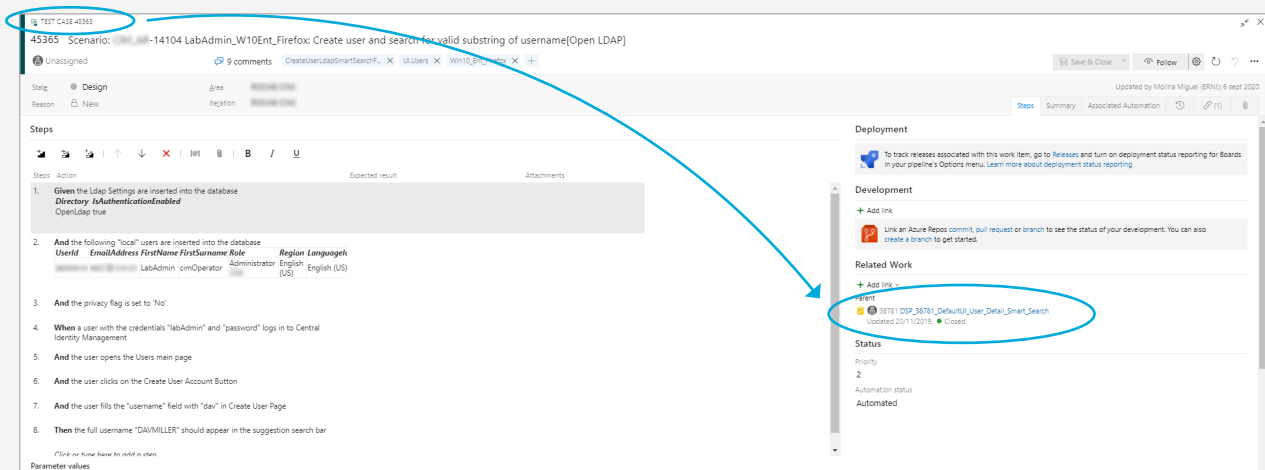 TEST CASE 45365
45365 Scenario: -14104 LabAdmin_W10Ent_Firefox: Create user and search for valid substring of username[Open LDAP]
Unassigned
9 comments
CreateUserLdapSmartSearchF...
UI.Users
Win10_Ent_Firefox
Save & Close
Follow
State Design
Area
Updated by Molina Miguel (ERNI): 6 sept 2020
Reason New
Iteration
Steps Summary Associated Automation (1)
Steps
B I U
Steps Action Expected result Attachments
1. Given the Ldap Settings are inserted into the database
Directory IsAuthenticationEnabled
OpenLdap true
2. And the following "local" users are inserted into the database
UserId EmailAddress FirstName FirstSurname Role Region LanguageId
LabAdmin cimOperator Administrator English (US) English (US)
3. And the privacy flag is set to 'No'
4. When a user with the credentials "labAdmin" and "password" logs in to Central
Identity Management
5. And the user opens the Users main page
6. And the user clicks on the Create User Account Button
7. And the user fills the "username" field with "dav" in Create User Page
8. Then the full username "DAVMILLER" should appear in the suggestion search bar
Click or type here to add a step
Parameter values
Deployment
To track releases associated with this work item, go to Releases and turn on deployment status reporting for Boards
in your pipeline's Options menu. Learn more about deployment status reporting
Development
+ Add link
Link an Azure Repos commit, pull request or branch to see the status of your development. You can also
create a branch to get started.
Related Work
+ Add link
Parent
38781 DSP_38781_DefaultUI_User_Detail_Smart_Search
Updated 20/11/2019, Closed
Status
Priority
2
Automation status
Automated